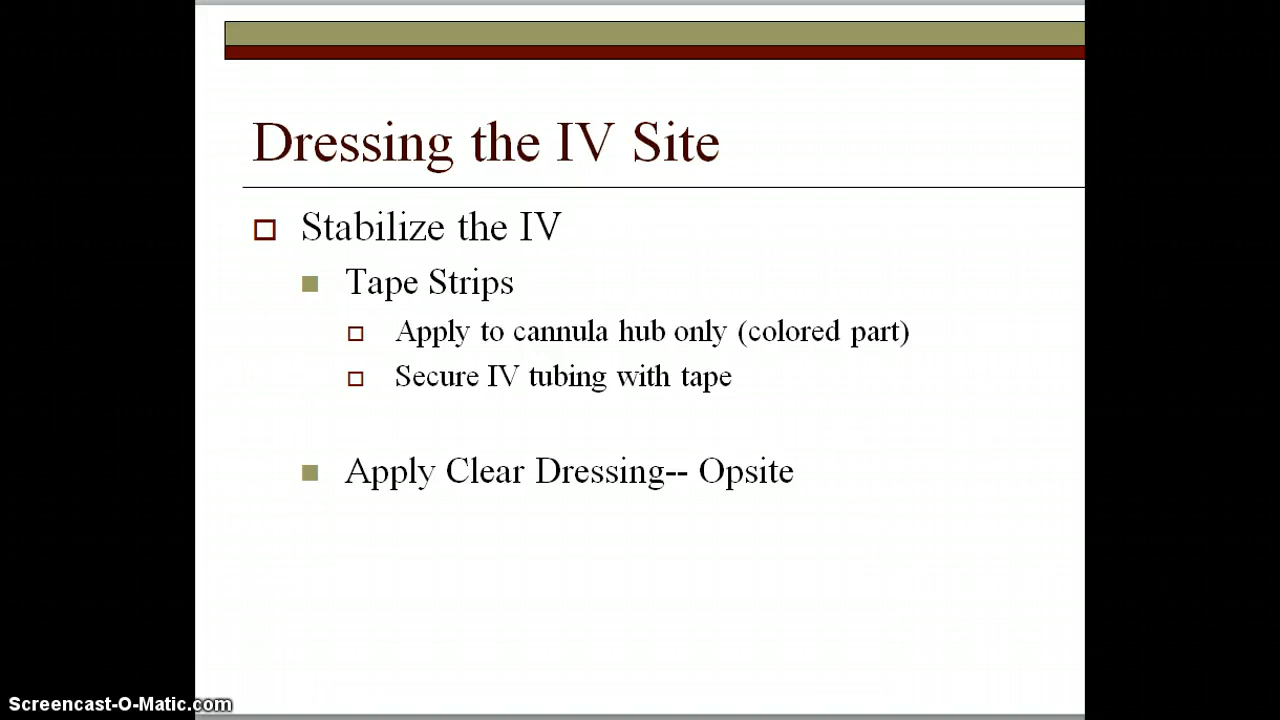 Dressing the IV Site
Stabilize the IV
Tape Strips
Apply to cannula hub only (colored part)
Secure IV tubing with tape
Apply Clear Dressing-- Opsite
Screencast-O-Matic.com